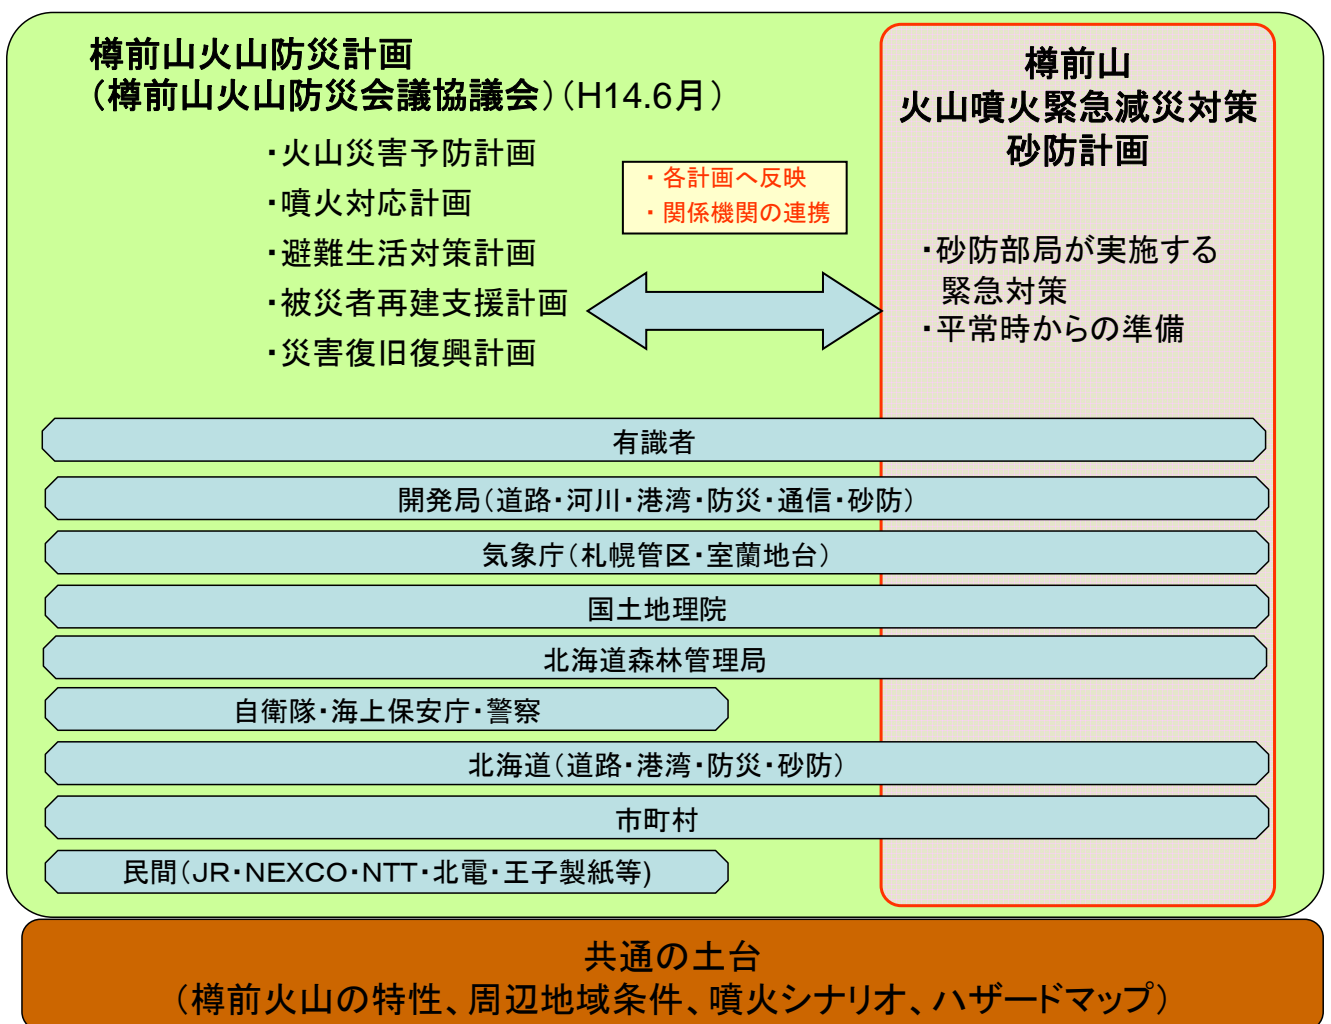 樽前山火山防災計画
(樽前山火山防災会議協議会)(H14.6月)
・火山災害予防計画
・噴火対応計画
・避難生活対策計画
・被災者再建支援計画
・災害復旧復興計画
・各計画へ反映
・関係機関の連携
樽前山
火山噴火緊急減災対策
砂防計画
・砂防部局が実施する
緊急対策
・平常時からの準備
有識者
開発局(道路・河川・港湾・防災・通信・砂防)
気象庁(札幌管区・室蘭地台)
国土地理院
北海道森林管理局
自衛隊・海上保安庁・警察
北海道(道路・港湾・防災・砂防)
市町村
民間(JR・NEXCO・NTT・北電・王子製紙等)
共通の土台
(樽前火山の特性、周辺地域条件、噴火シナリオ、ハザードマップ)